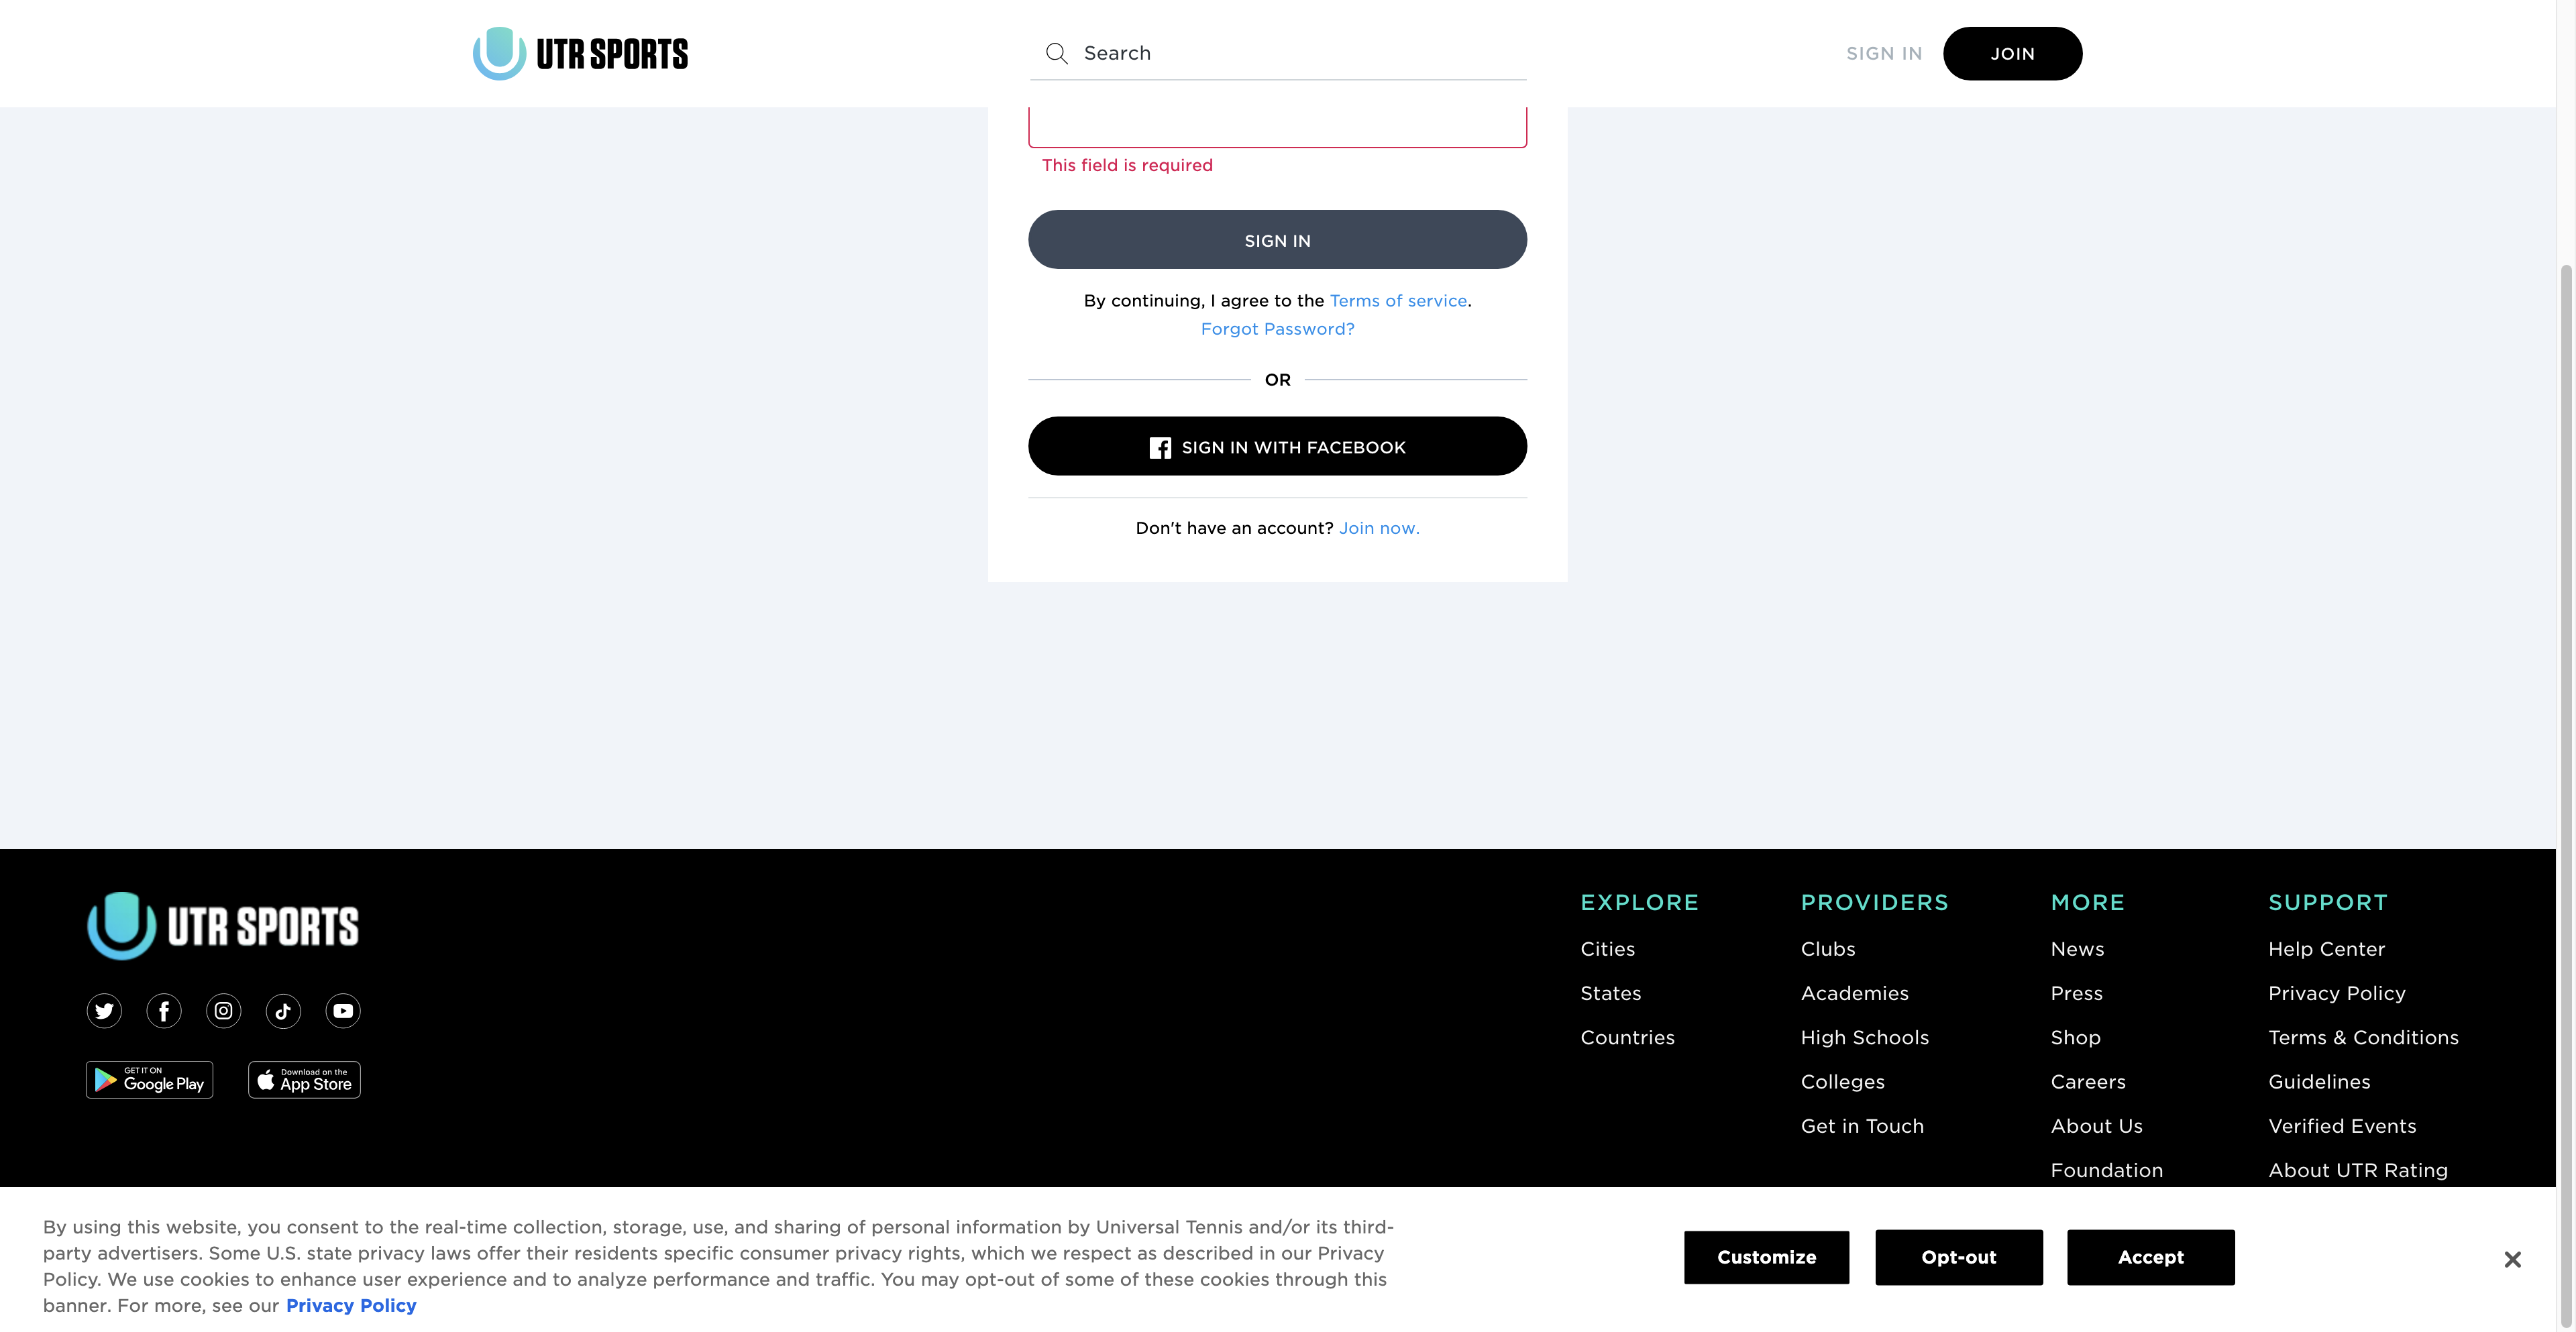 UTR SPORTS
Search
SIGN IN
JOIN
This field is required
SIGN IN
By continuing, I agree to the Terms of service.
Forgot Password?
OR
SIGN IN WITH FACEBOOK
Don't have an account? Join now.
UTR SPORTS
GET IT ON
Google Play
Download on the
App Store
EXPLORE
Cities
States
Countries
PROVIDERS
Clubs
Academies
High Schools
Colleges
Get in Touch
MORE
News
Press
Shop
Careers
About Us
Foundation
SUPPORT
Help Center
Privacy Policy
Terms & Conditions
Guidelines
Verified Events
About UTR Rating
By using this website, you consent to the real-time collection, storage, use, and sharing of personal information by Universal Tennis and/or its third-
party advertisers. Some U.S. state privacy laws offer their residents specific consumer privacy rights, which we respect as described in our Privacy
Policy. We use cookies to enhance user experience and to analyze performance and traffic. You may opt-out of some of these cookies through this
banner. For more, see our Privacy Policy
Customize
Opt-out
Accept